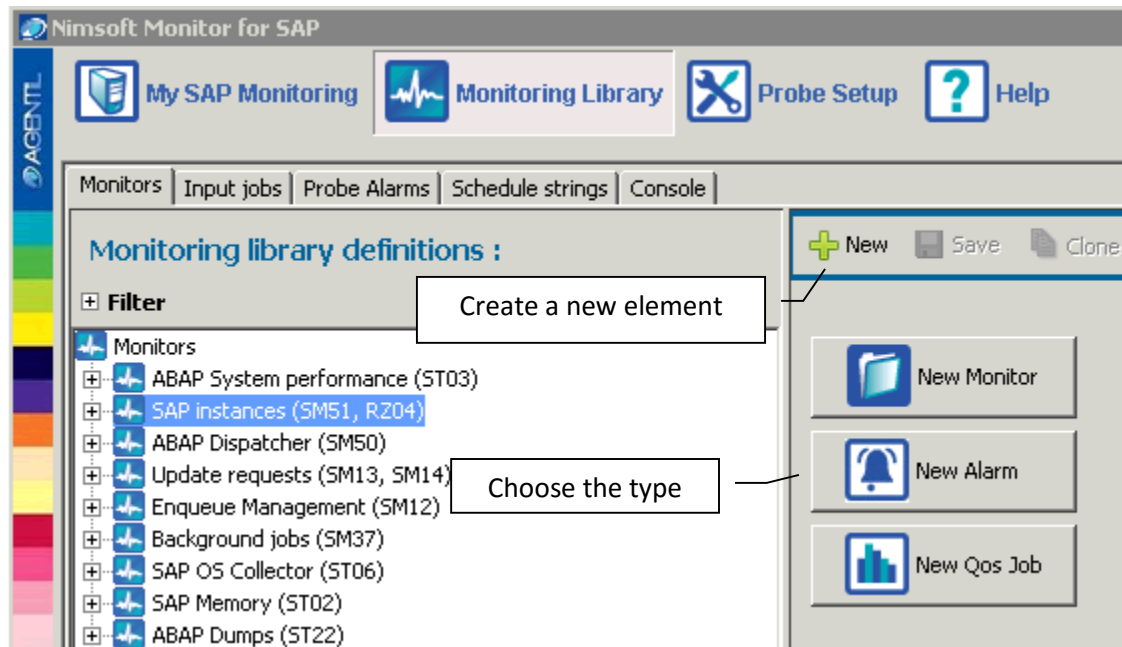 Nimsoft Monitor for SAP
AGENTIL
My SAP Monitoring
Monitoring Library
Probe Setup
Help
Monitors
Input jobs
Probe Alarms
Schedule strings
Console
Monitoring library definitions :
New
Save
Clone
Filter
Create a new element
Monitors
ABAP System performance (ST03)
SAP instances (SM51, RZ04)
ABAP Dispatcher (SM50)
Update requests (SM13, SM14)
Enqueue Management (SM12)
Background jobs (SM37)
SAP OS Collector (ST06)
SAP Memory (ST02)
ABAP Dumps (ST22)
Choose the type
New Monitor
New Alarm
New Qos Job